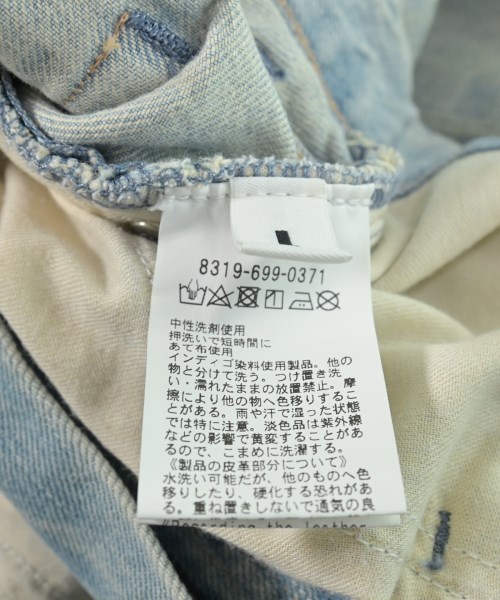 8319-699-0371
中性洗剤使用
押洗いで短時間に
あて布使用
インディゴ染料使用製品。他の
物と分けて洗う。つけ置き洗
い・濡れたままの放置禁止。摩
擦により他の物へ色移りするこ
とがある。雨や汗で湿った状態
では特に注意。淡色品は紫外線
などの影響で黄変することがあ
るので、こまめに洗濯する。
《製品の皮革部分について》
水洗い可能だが、他のものへ色
移りしたり、硬化する恐れがあ
る。重ね置きしないで通気の良
"Regarding the leather